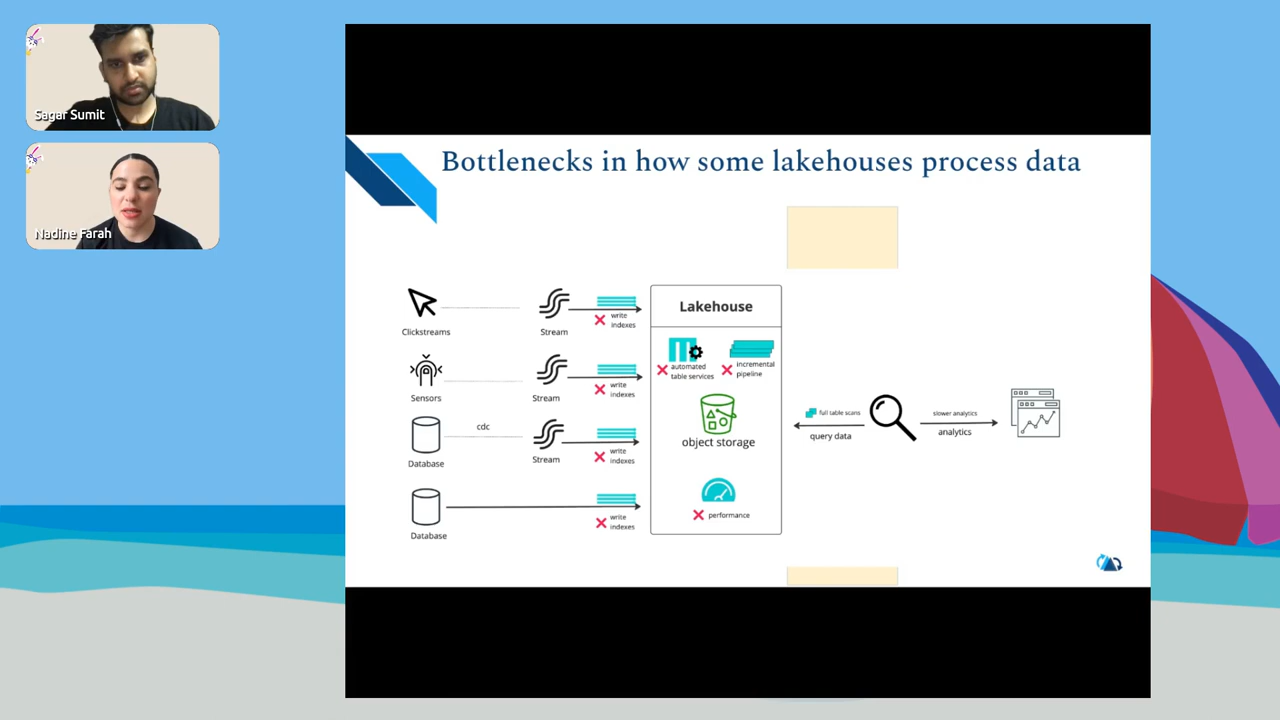 Sagar Sumit
Nadine Farah
Bottlenecks in how some lakehouses process data
Clickstreams
Stream
write
indexes
Sensors
Stream
write
indexes
cdc
Database
Stream
write
indexes
Database
write
indexes
Lakehouse
automated
table services
incremental
pipeline
object storage
performance
full table scans
query data
slower analytics
analytics